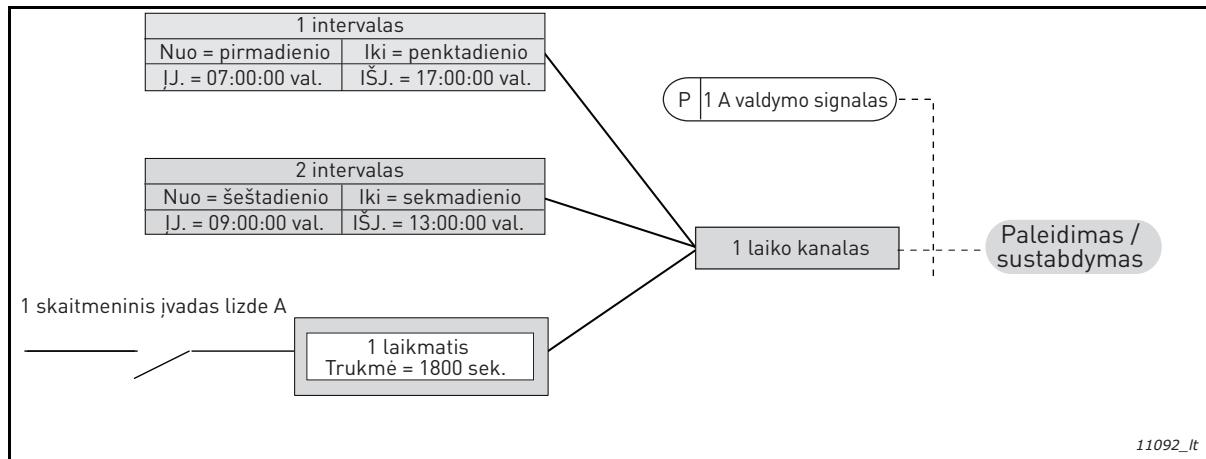 1 intervalas
Nuo = pirmadienio Iki = penktadienio
ĮJ. = 07:00:00 val. IŠJ. = 17:00:00 val.
P 1 A valdymo signalas
2 intervalas
Nuo = šeštadienio Iki = sekmadienio
ĮJ. = 09:00:00 val. IŠJ. = 13:00:00 val.
1 laiko kanalas
Paleidimas /
sustabdymas
1 skaitmeninis įvadas lizde A
1 laikmatis
Trukmė = 1800 sek.
11092_lt